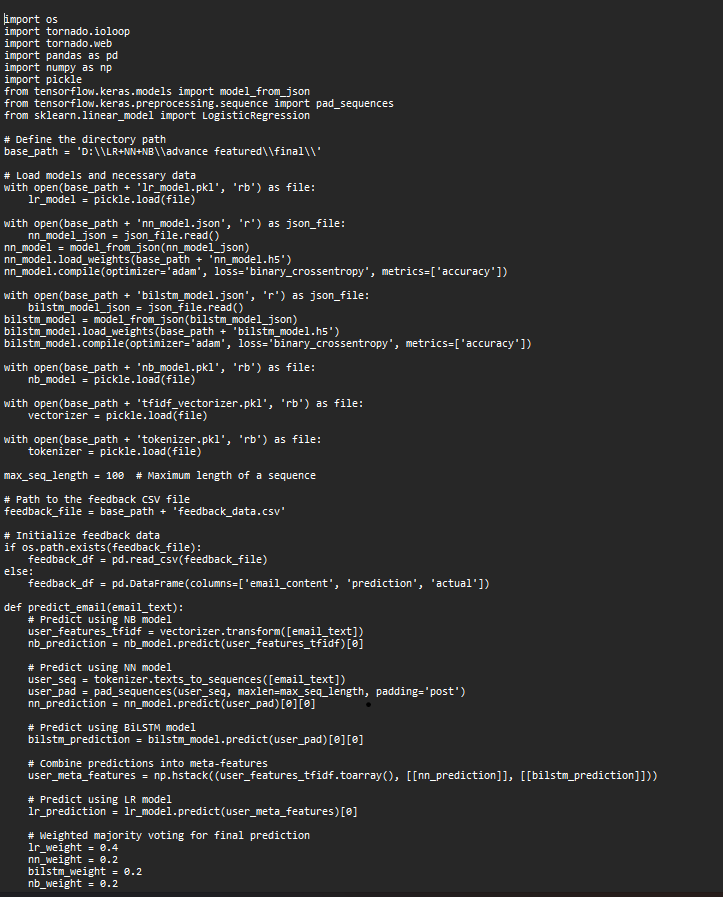 import os
import tornado.ioloop
import tornado.web
import pandas as pd
import numpy as np
import pickle
from tensorflow.keras.models import model_from_json
from tensorflow.keras.preprocessing.sequence import pad_sequences
from sklearn.linear_model import LogisticRegression

# Define the directory path
base_path = 'D:\\LR+NN+NB\\advance featured\\final\\'

# Load models and necessary data
with open(base_path + 'lr_model.pkl', 'rb') as file:
    lr_model = pickle.load(file)

with open(base_path + 'nn_model.json', 'r') as json_file:
    nn_model_json = json_file.read()
nn_model = model_from_json(nn_model_json)
nn_model.load_weights(base_path + 'nn_model.h5')
nn_model.compile(optimizer='adam', loss='binary_crossentropy', metrics=['accuracy'])

with open(base_path + 'bilstm_model.json', 'r') as json_file:
    bilstm_model_json = json_file.read()
bilstm_model = model_from_json(bilstm_model_json)
bilstm_model.load_weights(base_path + 'bilstm_model.h5')
bilstm_model.compile(optimizer='adam', loss='binary_crossentropy', metrics=['accuracy'])

with open(base_path + 'nb_model.pkl', 'rb') as file:
    nb_model = pickle.load(file)

with open(base_path + 'tfidf_vectorizer.pkl', 'rb') as file:
    vectorizer = pickle.load(file)

with open(base_path + 'tokenizer.pkl', 'rb') as file:
    tokenizer = pickle.load(file)

max_seq_length = 100  # Maximum length of a sequence

# Path to the feedback CSV file
feedback_file = base_path + 'feedback_data.csv'

# Initialize feedback data
if os.path.exists(feedback_file):
    feedback_df = pd.read_csv(feedback_file)
else:
    feedback_df = pd.DataFrame(columns=['email_content', 'prediction', 'actual'])

def predict_email(email_text):
    # Predict using NB model
    user_features_tfidf = vectorizer.transform([email_text])
    nb_prediction = nb_model.predict(user_features_tfidf)[0]

    # Predict using NN model
    user_seq = tokenizer.texts_to_sequences([email_text])
    user_pad = pad_sequences(user_seq, maxlen=max_seq_length, padding='post')
    nn_prediction = nn_model.predict(user_pad)[0][0]

    # Predict using BiLSTM model
    bilstm_prediction = bilstm_model.predict(user_pad)[0][0]

    # Combine predictions into meta-features
    user_meta_features = np.hstack((user_features_tfidf.toarray(), [[nn_prediction]], [[bilstm_prediction]]))

    # Predict using LR model
    lr_prediction = lr_model.predict(user_meta_features)[0]

    # Weighted majority voting for final prediction
    lr_weight = 0.4
    nn_weight = 0.2
    bilstm_weight = 0.2
    nb_weight = 0.2